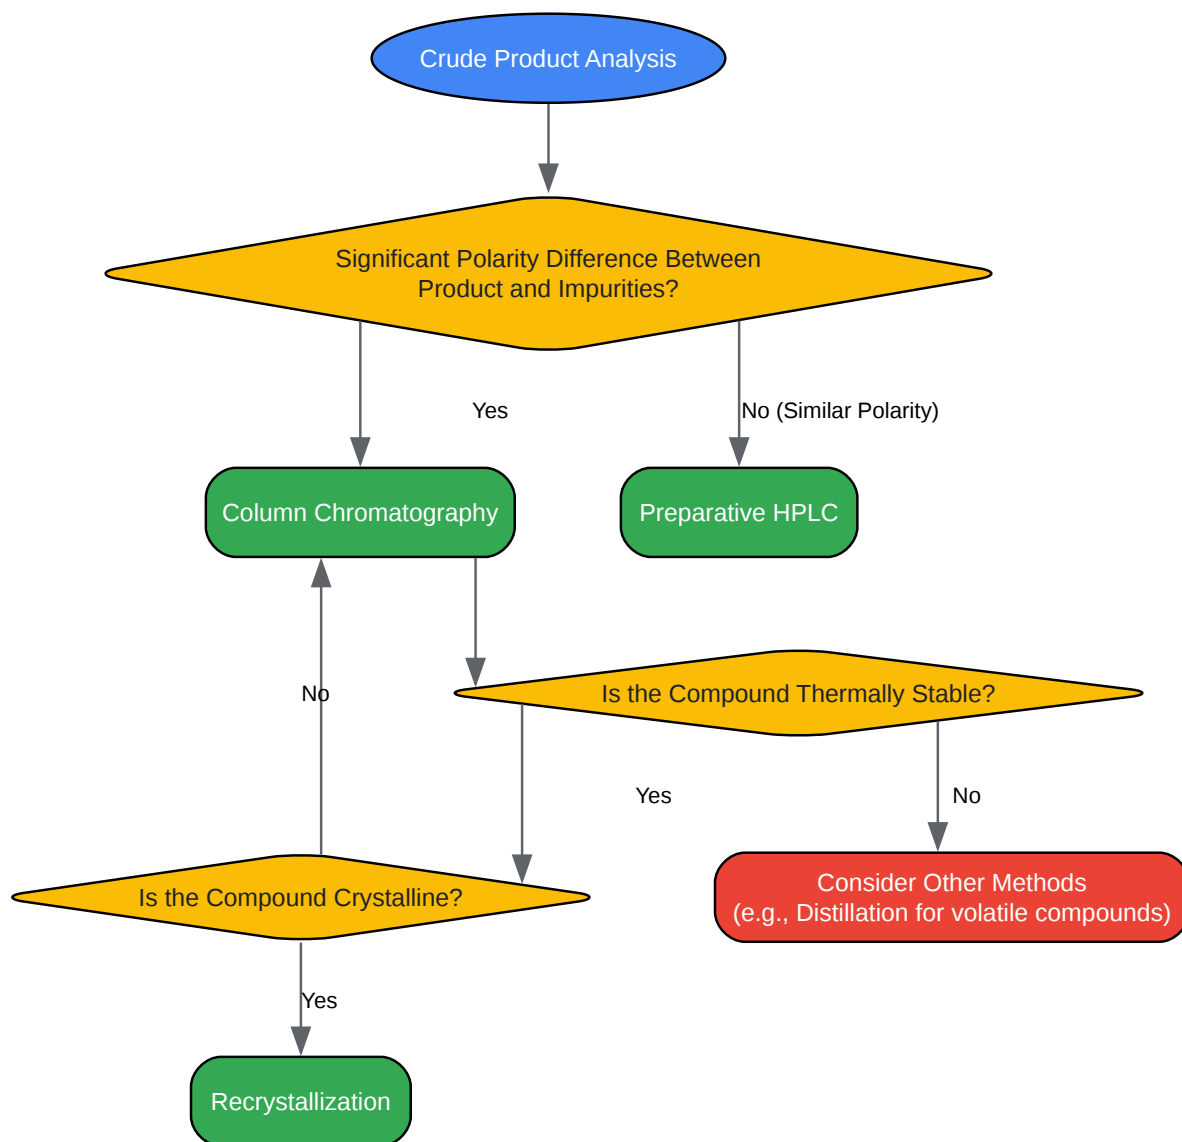 Crude Product Analysis
Significant Polarity Difference Between
Product and Impurities?
Yes
No (Similar Polarity)
Column Chromatography
Preparative HPLC
No
Is the Compound Thermally Stable?
Yes
No
Is the Compound Crystalline?
Consider Other Methods
(e.g., Distillation for volatile compounds)
Yes
Recrystallization